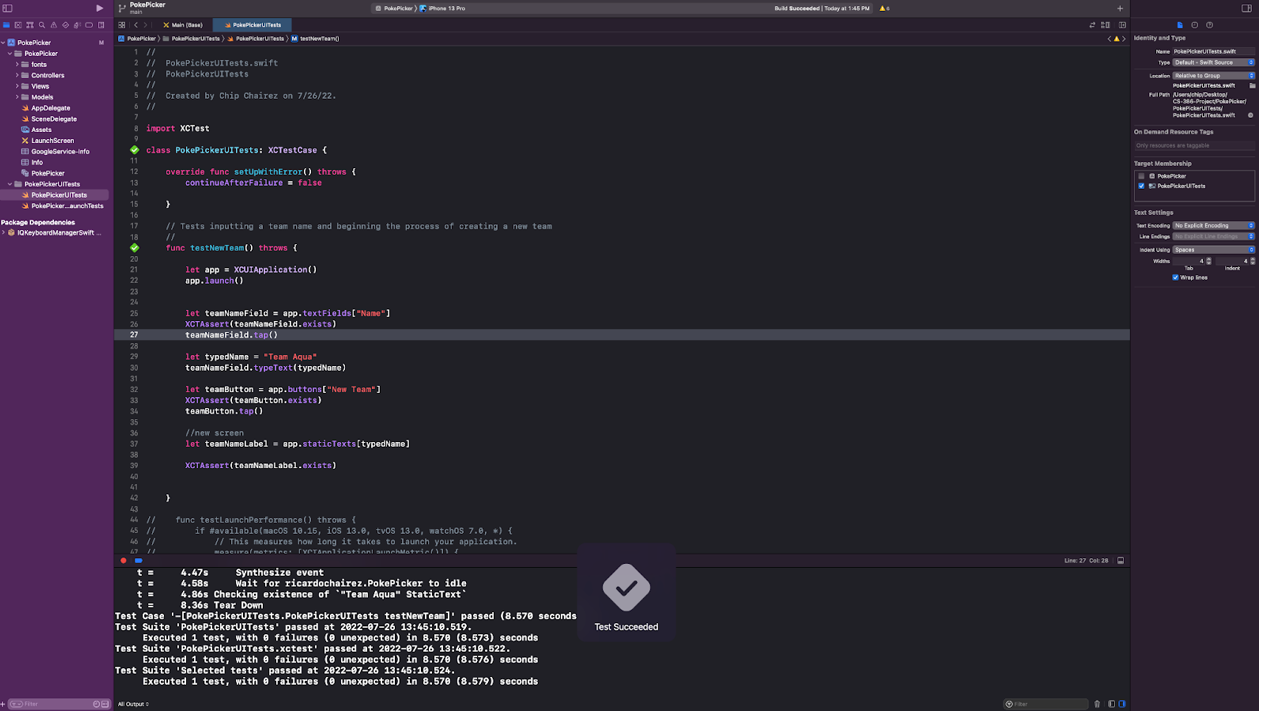 PokePicker
main
PokePicker > iPhone 13 Pro
Build Succeeded | Today at 1:45 PM
6
Main (Base)
PokePickerUITests
PokePicker > PokePickerUITests > PokePickerUITests > M testNewTeam()
PokePicker M
PokePicker
fonts
Controllers
Views
Models
AppDelegate
SceneDelegate
Assets
LaunchScreen
GoogleService-Info
Info
PokePicker
PokePickerUITests
PokePickerUITests
PokePicker...aunchTests
Package Dependencies
IQKeyboardManagerSwift ...
Filter
1 //
2 // PokePickerUITests.swift
3 // PokePickerUITests
4 //
5 // Created by Chip Chairez on 7/26/22.
6 //
7
8 import XCTest
9
class PokePickerUITests: XCTestCase {
11
12 override func setUpWithError() throws {
13 continueAfterFailure = false
14
15 }
16
17 // Tests inputting a team name and beginning the process of creating a new team
18 //
func testNewTeam() throws {
20
21 let app = XCUIApplication()
22 app.launch()
23
24
25 let teamNameField = app.textFields["Name"]
26 XCTAssert(teamNameField.exists)
27 teamNameField.tap()
28
29 let typedName = "Team Aqua"
30 teamNameField.typeText(typedName)
31
32 let teamButton = app.buttons["New Team"]
33 XCTAssert(teamButton.exists)
34 teamButton.tap()
35
36 //new screen
37 let teamNameLabel = app.staticTexts[typedName]
38
39 XCTAssert(teamNameLabel.exists)
40
41
42 }
43
44 // func testLaunchPerformance() throws {
45 // if #available(macOS 10.15, iOS 13.0, tvOS 13.0, watchOS 7.0, *) {
46 // // This measures how long it takes to launch your application.
47 // measure(metrics: [XCTApplicationLaunchMetric()]) {
Line: 27 Col: 28
t = 4.47s Synthesize event
t = 4.58s Wait for ricardochairez.PokePicker to idle
t = 4.86s Checking existence of `"Team Aqua" StaticText`
t = 8.36s Tear Down
Test Case '-[PokePickerUITests.PokePickerUITests testNewTeam]' passed (8.570 seconds
Test Suite 'PokePickerUITests' passed at 2022-07-26 13:45:10.519.
Executed 1 test, with 0 failures (0 unexpected) in 8.570 (8.573) seconds
Test Suite 'PokePickerUITests.xctest' passed at 2022-07-26 13:45:10.522.
Executed 1 test, with 0 failures (0 unexpected) in 8.570 (8.576) seconds
Test Suite 'Selected tests' passed at 2022-07-26 13:45:10.524.
Executed 1 test, with 0 failures (0 unexpected) in 8.570 (8.579) seconds
Test Succeeded
All Output
Filter
Identity and Type
Name PokePickerUITests.swift
Type Default - Swift Source
Location Relative to Group
PokePickerUITests.swift
Full Path /Users/chip/Desktop/
CS-386-Project/PokePicker/
PokePickerUITests/
PokePickerUITests.swift
On Demand Resource Tags
Only resources are taggable
Target Membership
PokePicker
PokePickerUITests
Text Settings
Text Encoding No Explicit Encoding
Line Endings No Explicit Line Endings
Indent Using Spaces
Widths 4 4
Tab Indent
Wrap lines